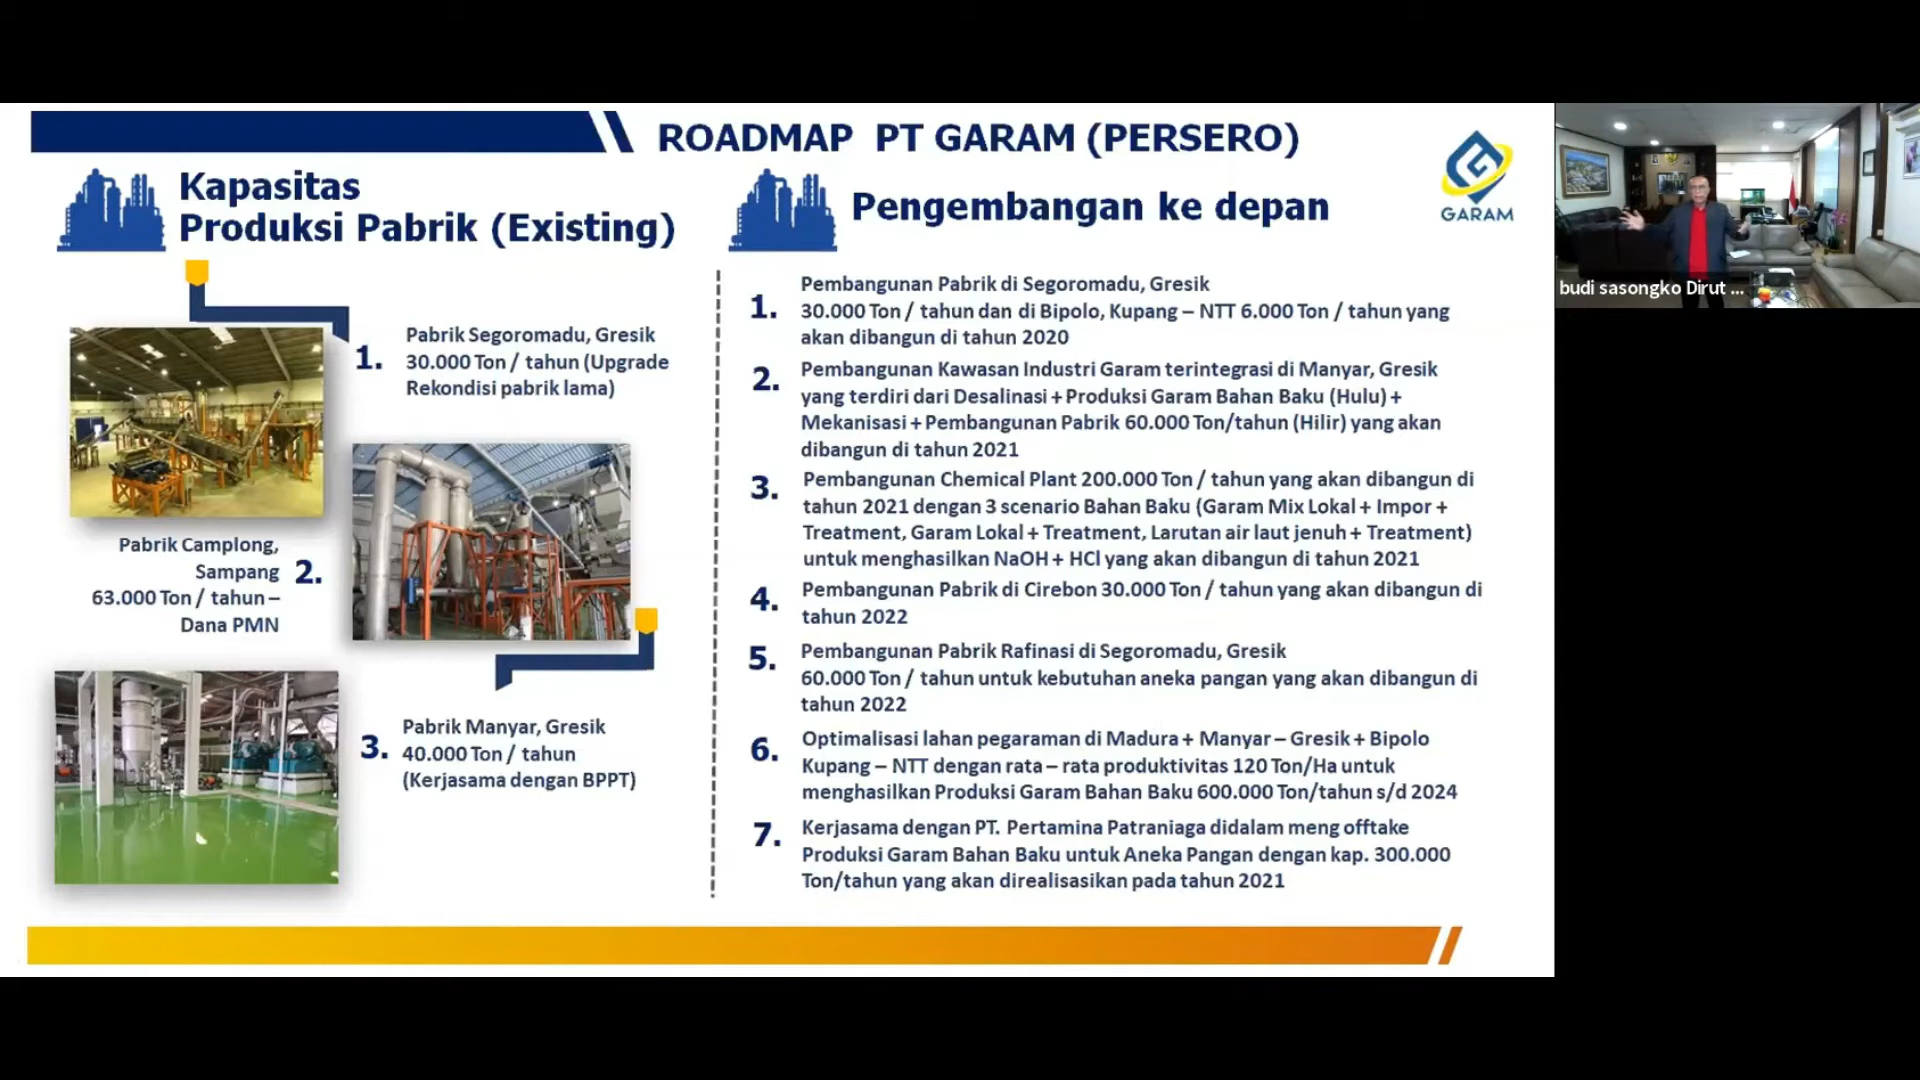 ROADMAP PT GARAM (PERSERO)
GARAM
Kapasitas
Produksi Pabrik (Existing)
1.
Pabrik Segoromadu, Gresik
30.000 Ton / tahun (Upgrade
Rekondisi pabrik lama)
Pabrik Camplong,
Sampang
63.000 Ton / tahun –
Dana PMN
2.
3.
Pabrik Manyar, Gresik
40.000 Ton / tahun
(Kerjasama dengan BPPT)
Pengembangan ke depan
1.
Pembangunan Pabrik di Segoromadu, Gresik
30.000 Ton / tahun dan di Bipolo, Kupang – NTT 6.000 Ton / tahun yang
akan dibangun di tahun 2020
2.
Pembangunan Kawasan Industri Garam terintegrasi di Manyar, Gresik
yang terdiri dari Desalinasi + Produksi Garam Bahan Baku (Hulu) +
Mekanisasi + Pembangunan Pabrik 60.000 Ton/tahun (Hilir) yang akan
dibangun di tahun 2021
3.
Pembangunan Chemical Plant 200.000 Ton / tahun yang akan dibangun di
tahun 2021 dengan 3 scenario Bahan Baku (Garam Mix Lokal + Impor +
Treatment, Garam Lokal + Treatment, Larutan air laut jenuh + Treatment)
untuk menghasilkan NaOH + HCl yang akan dibangun di tahun 2021
4.
Pembangunan Pabrik di Cirebon 30.000 Ton / tahun yang akan dibangun di
tahun 2022
5.
Pembangunan Pabrik Rafinasi di Segoromadu, Gresik
60.000 Ton / tahun untuk kebutuhan aneka pangan yang akan dibangun di
tahun 2022
6.
Optimalisasi lahan pegaraman di Madura + Manyar – Gresik + Bipolo
Kupang – NTT dengan rata – rata produktivitas 120 Ton/Ha untuk
menghasilkan Produksi Garam Bahan Baku 600.000 Ton/tahun s/d 2024
7.
Kerjasama dengan PT. Pertamina Patraniaga didalam meng offtake
Produksi Garam Bahan Baku untuk Aneka Pangan dengan kap. 300.000
Ton/tahun yang akan direalisasikan pada tahun 2021
budi sasongko Dirut ...